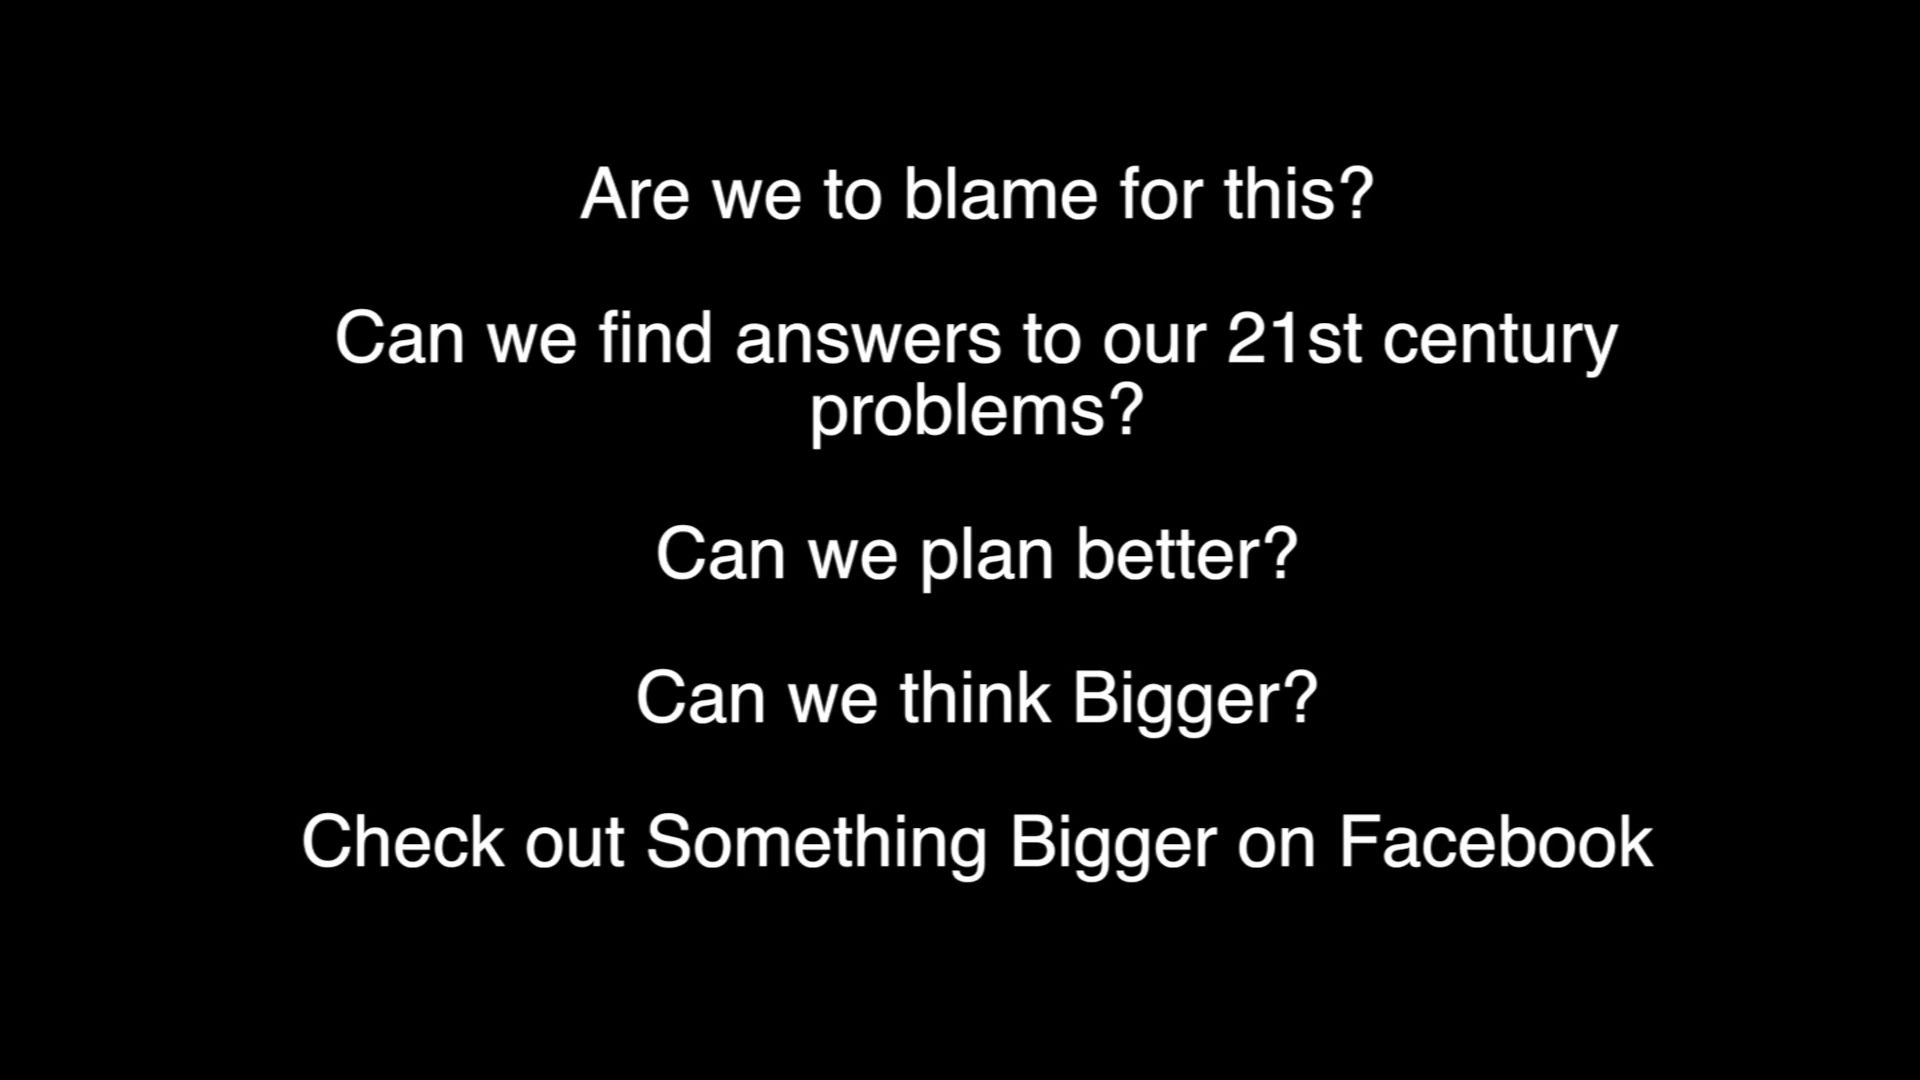 Are we to blame for this?
Can we find answers to our 21st century
problems?
Can we plan better?
Can we think Bigger?
Check out Something Bigger on Facebook